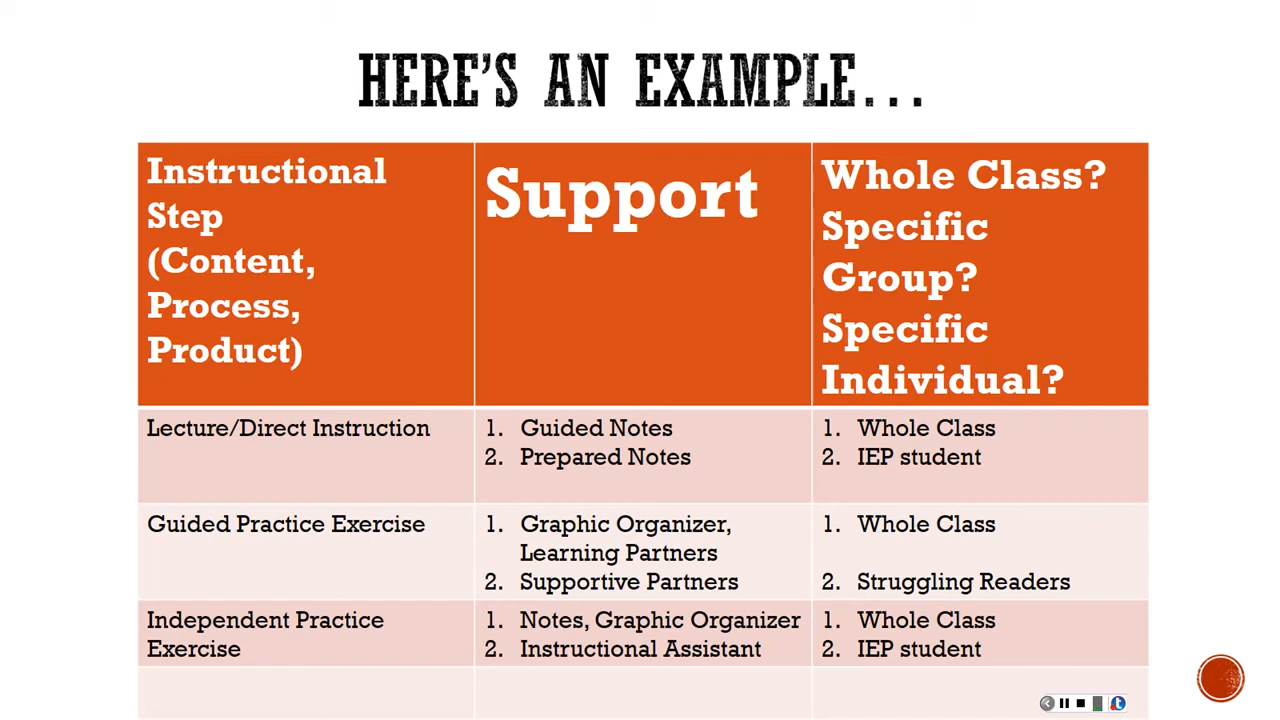 HERE'S AN EXAMPLE...
Instructional
Step
(Content,
Process,
Product)
Support
Whole Class?
Specific
Group?
Specific
Individual?
Lecture/Direct Instruction
1. Guided Notes
2. Prepared Notes
1. Whole Class
2. IEP student
Guided Practice Exercise
1. Graphic Organizer,
Learning Partners
2. Supportive Partners
1. Whole Class
2. Struggling Readers
Independent Practice
Exercise
1. Notes, Graphic Organizer
2. Instructional Assistant
1. Whole Class
2. IEP student
t